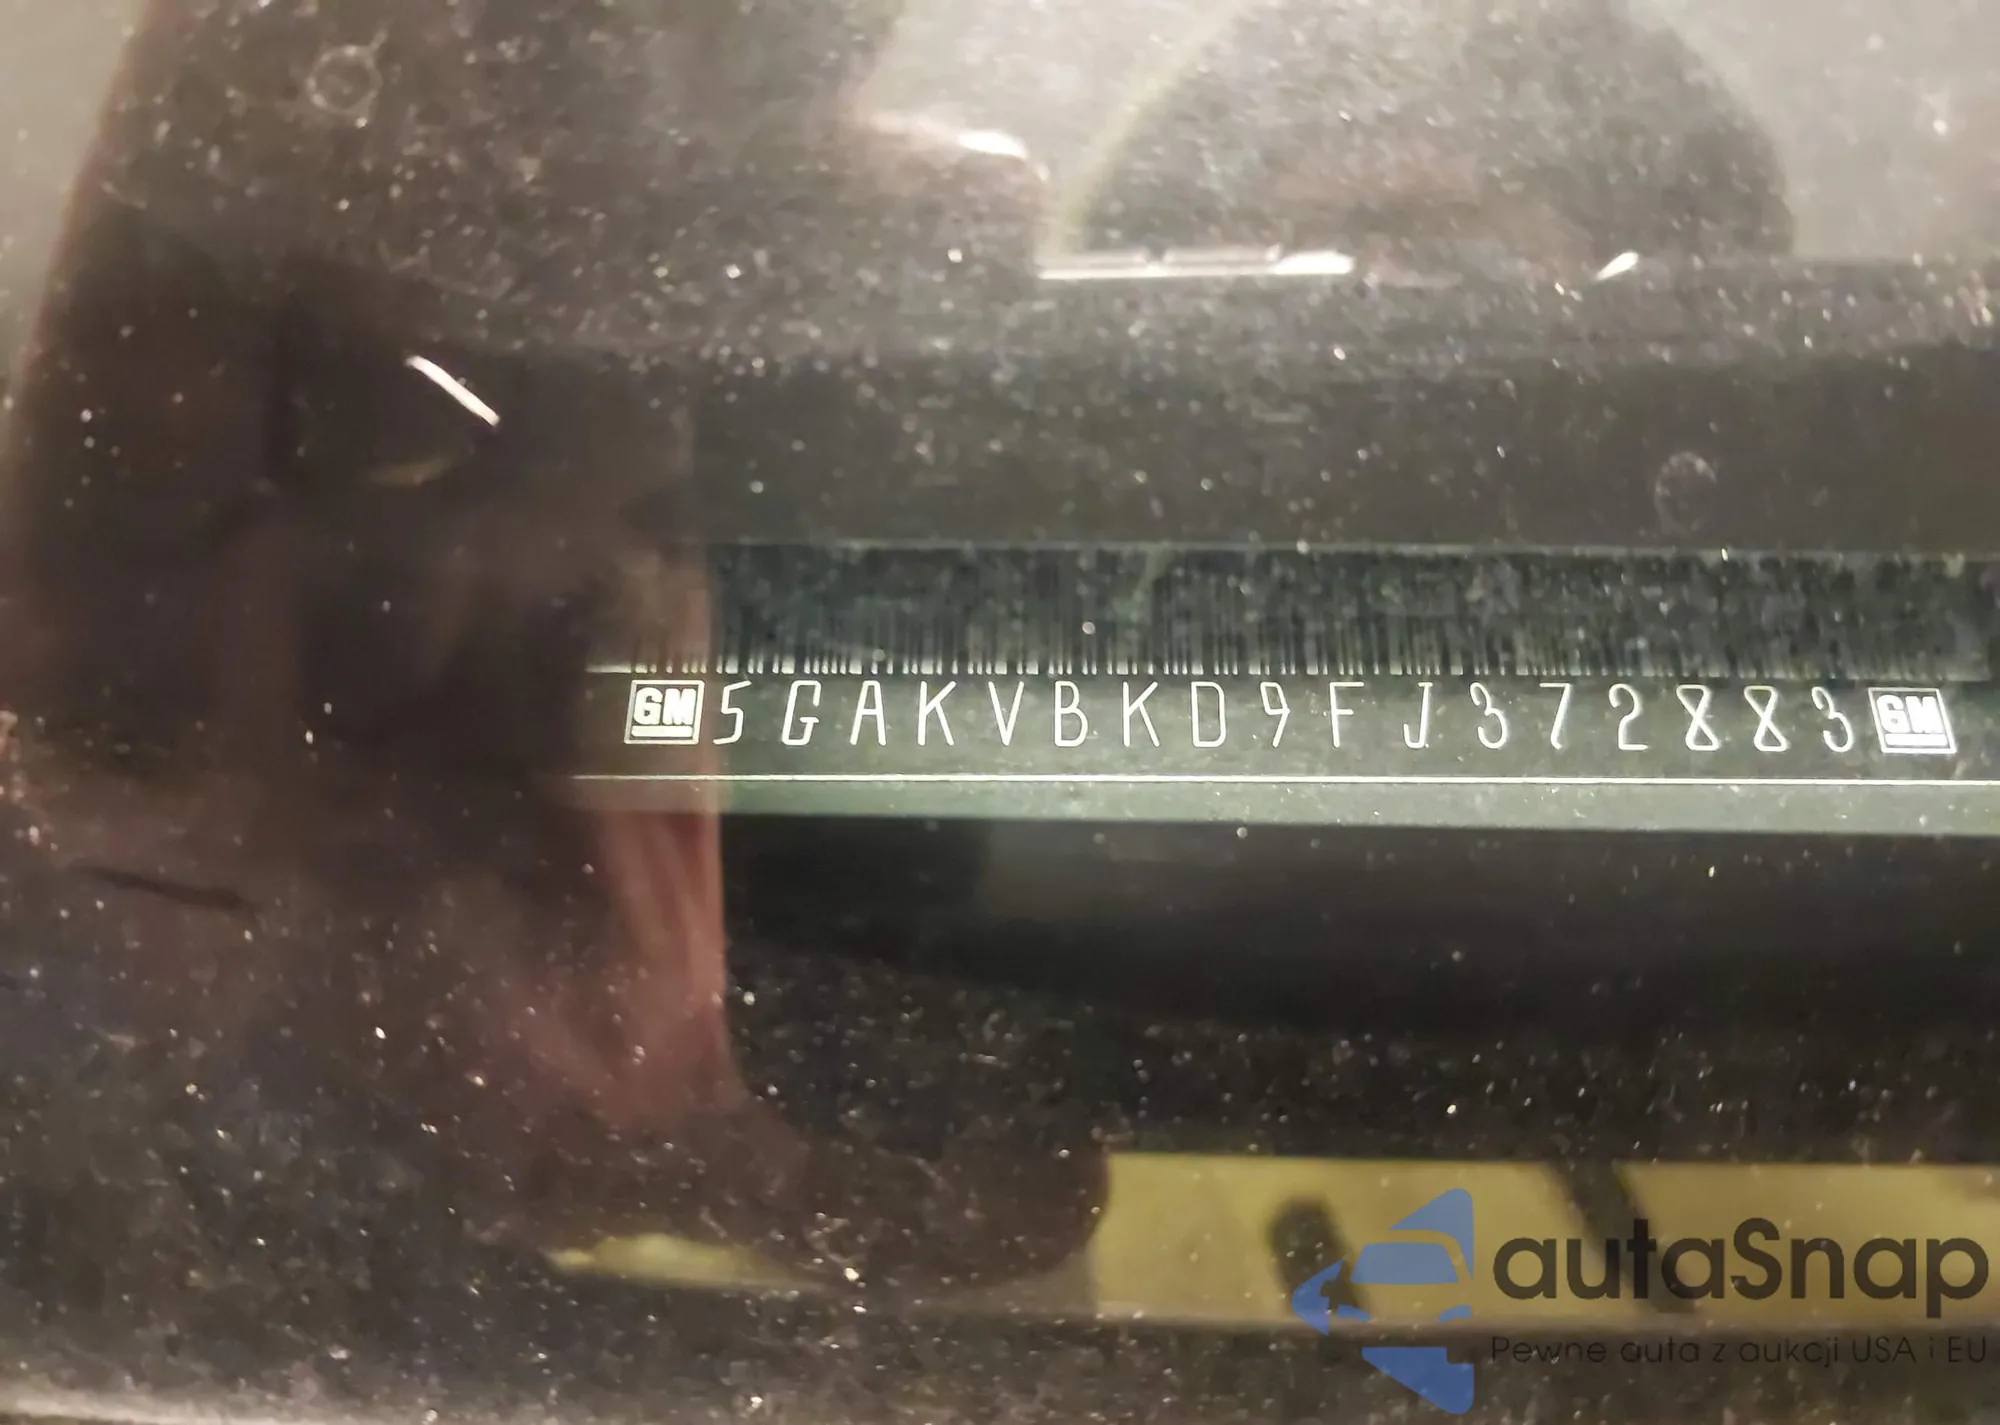 GM 5GAKVBKD9FJ372883 GM
autaSnap
Pewne auta z aukcji USA i EU